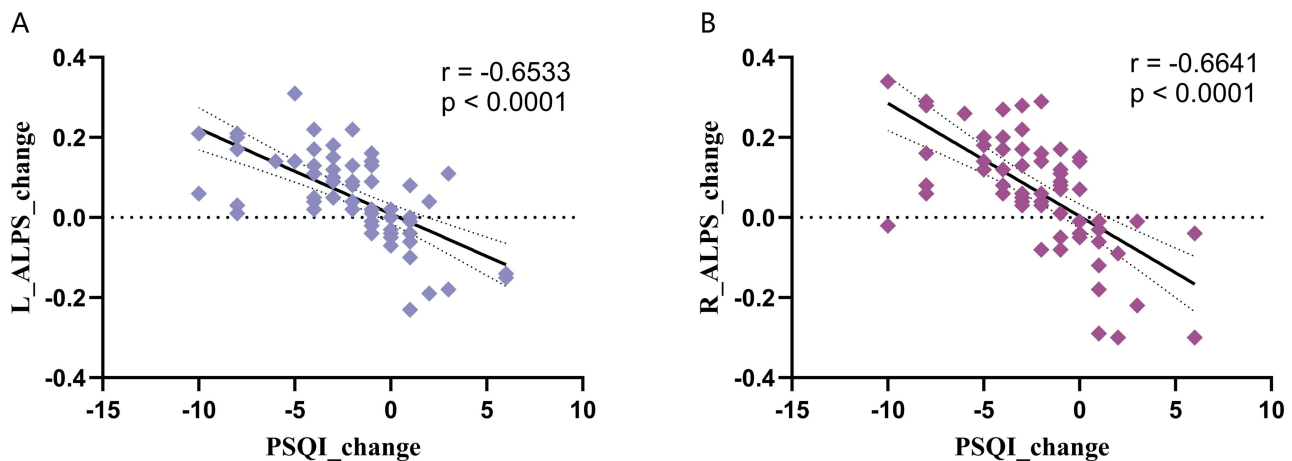 A
L_ALPS_change
0.4
0.2
0.0
-0.2
-0.4
r = -0.6533
p < 0.0001
-15 -10 -5 0 5 10
PSQI_change
B
R_ALPS_change
0.4
0.2
0.0
-0.2
-0.4
r = -0.6641
p < 0.0001
-15 -10 -5 0 5 10
PSQI_change